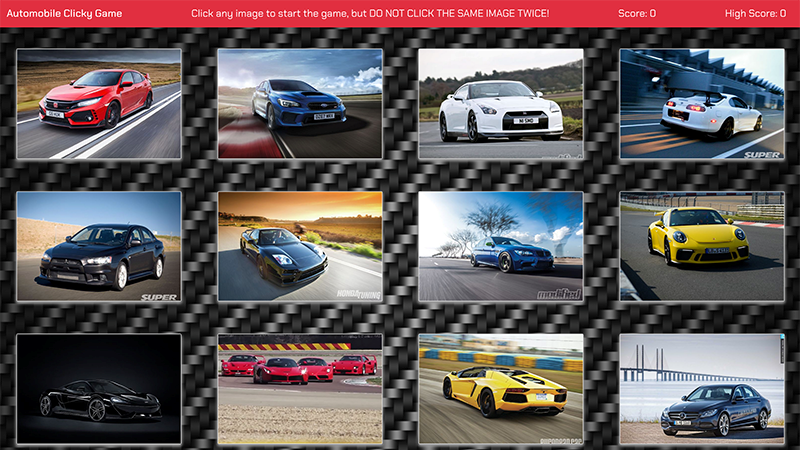 Automobile Clicky Game
Click any image to start the game, but DO NOT CLICK THE SAME IMAGE TWICE!
Score: 0
High Score: 0
SUPER
SUPER
HONDA TUNING
modified